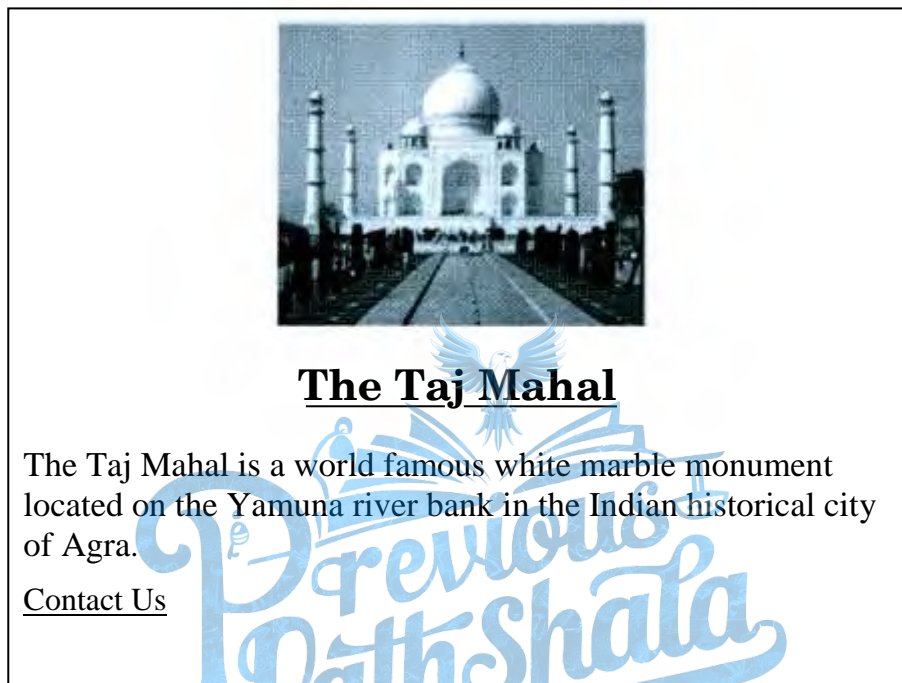 The Taj Mahal
The Taj Mahal is a world famous white marble monument
located on the Yamuna river bank in the Indian historical city
of Agra.
Contact Us
Previous
Pathshala